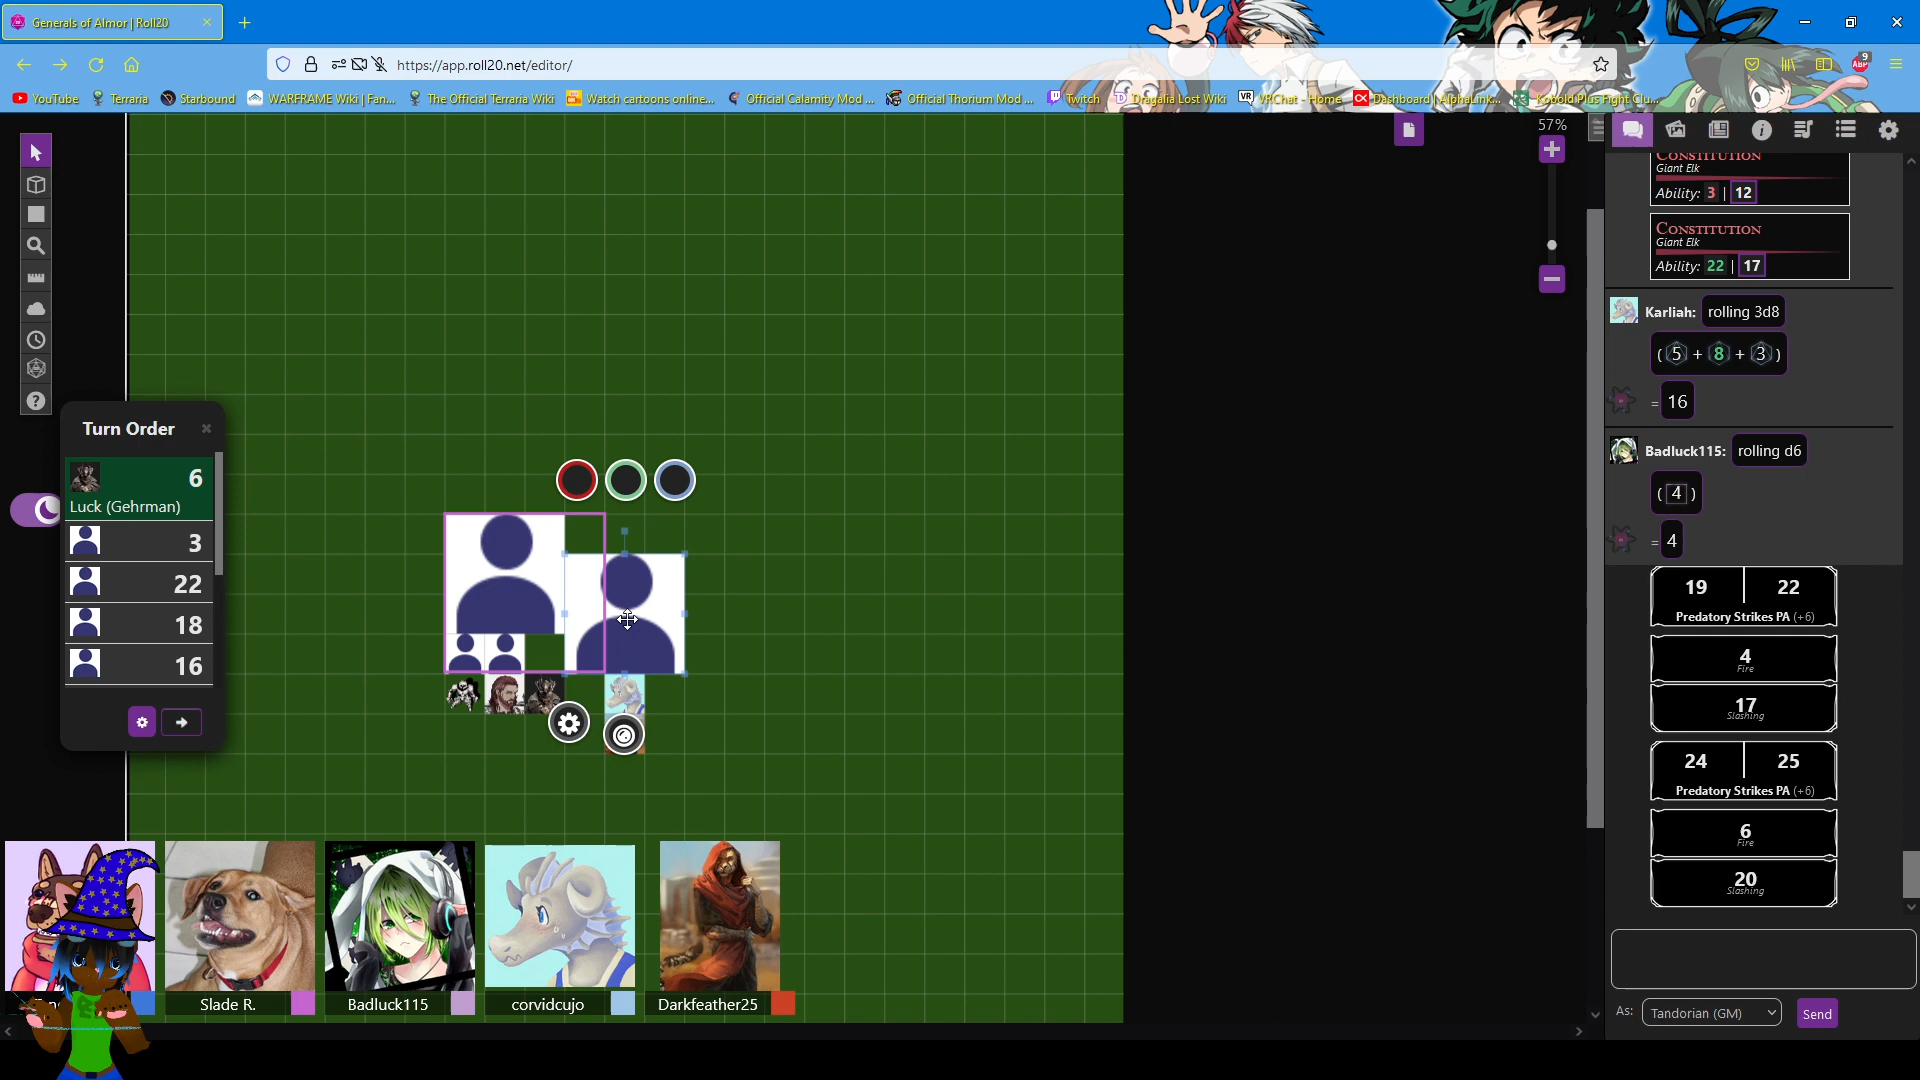 Generals of Almor | Roll20
https://app.roll20.net/editor/
9
ABP
YouTube
Terraria
Starbound
WARFRAME Wiki | Fan...
The Official Terraria Wiki
Watch cartoons online...
Official Calamity Mod ...
Official Thorium Mod ...
Twitch
Dragalia Lost Wiki
VRChat - Home
Dashboard | AlphaLink...
Kobold Plus Fight Clu...
57%
Constitution
Giant Elk
Ability: 3 | 12
Constitution
Giant Elk
Ability: 22 | 17
Karliah: rolling 3d8
(5 + 8 + 3)
= 16
Badluck115: rolling d6
(4)
= 4
19 22
Predatory Strikes PA (+6)
4
Fire
17
Slashing
24 25
Predatory Strikes PA (+6)
6
Fire
20
Slashing
As: Tandorian (GM) Send
Turn Order
6
Luck (Gehrman)
3
22
18
16
Slade R.
Badluck115
corvidcujo
Darkfeather25